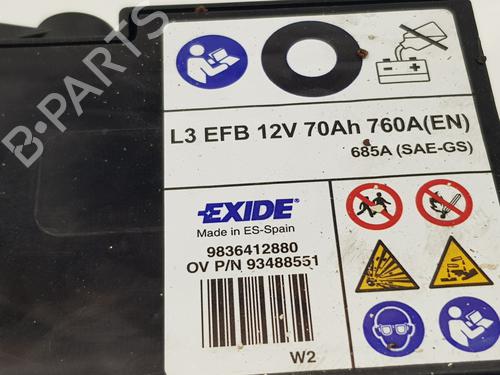 L3 EFB 12V 70Ah 760A(EN)
685A (SAE-GS)
EXIDE
Made in ES-Spain
9836412880
OV P/N 93488551
W2
B-PARTS